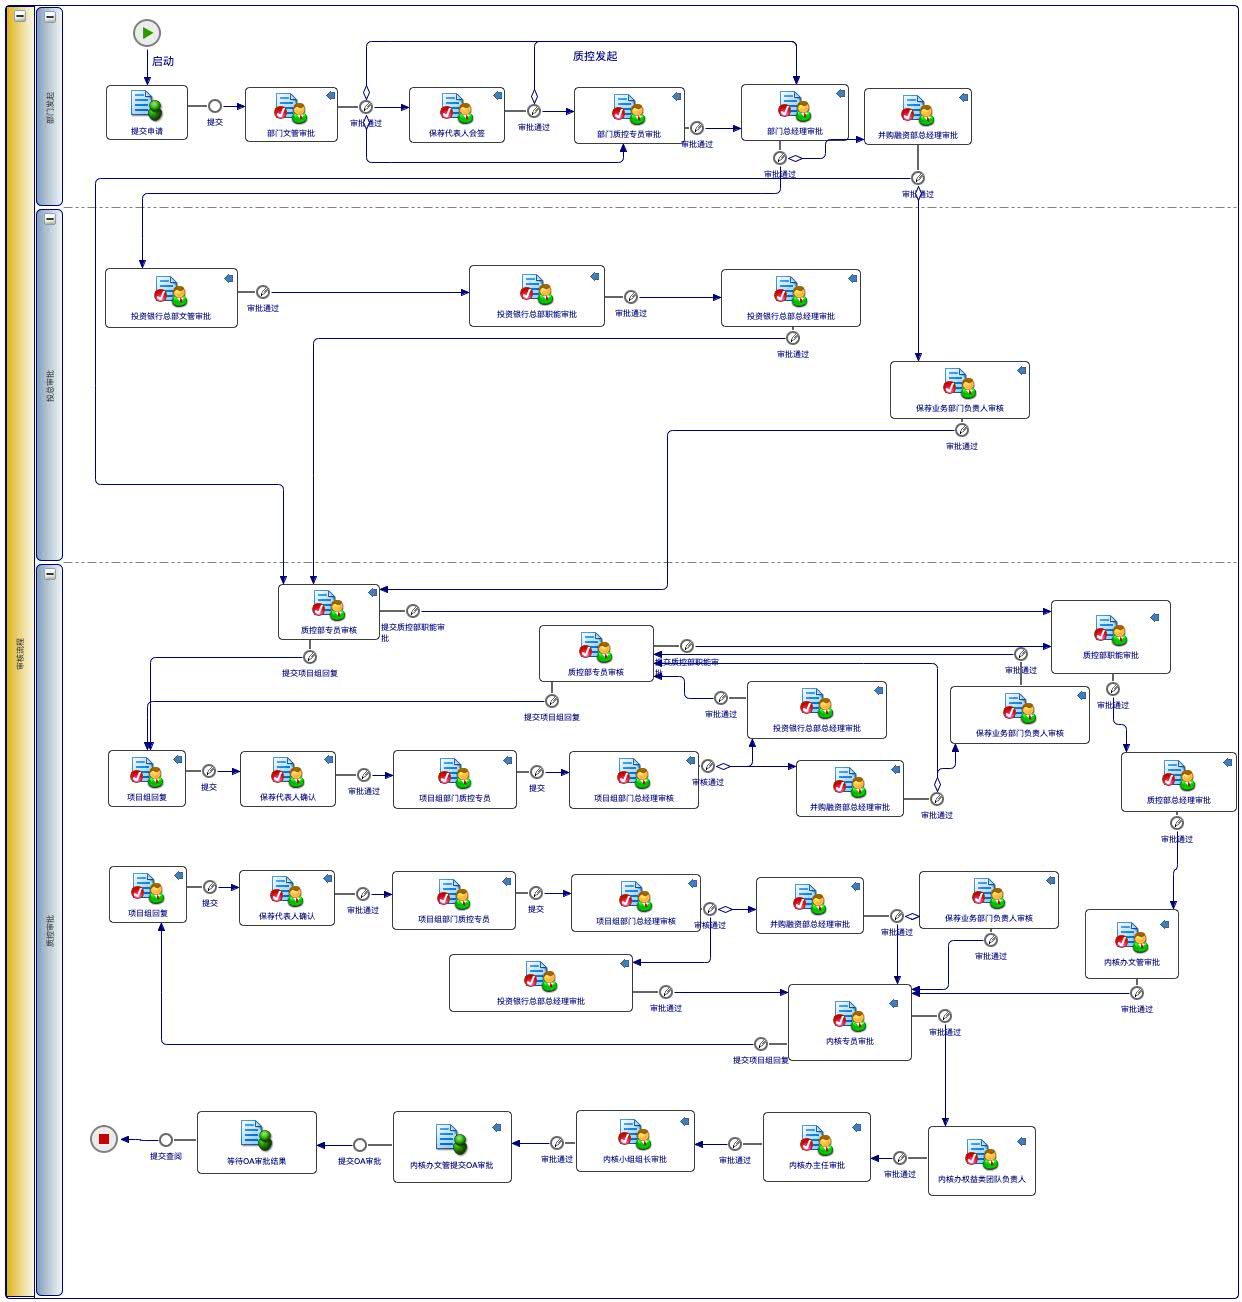 审核流程
部门发起
启动
质控发起
提交申请
提交
部门文管审批
审批通过
保荐代表人会签
审批通过
部门质控专员审批
审批通过
部门总经理审批
审批通过
并购融资部总经理审批
审批通过
投总审批
投资银行总部文管审批
审批通过
投资银行总部职能审批
审批通过
投资银行总部总经理审批
审批通过
保荐业务部门负责人审核
审批通过
质控审批
质控部专员审核
提交质控部职能审
批
提交项目组回复
质控部专员审核
提交质控部职能审
批
提交项目组回复
审批通过
质控部职能审批
审批通过
投资银行总部总经理审批
审批通过
保荐业务部门负责人审核
项目组回复
提交
保荐代表人确认
审批通过
项目组部门质控专员
提交
项目组部门总经理审核
审核通过
并购融资部总经理审批
审批通过
质控部总经理审批
审批通过
项目组回复
提交
保荐代表人确认
审批通过
项目组部门质控专员
提交
项目组部门总经理审核
审核通过
并购融资部总经理审批
审批通过
保荐业务部门负责人审核
审批通过
内核办文管审批
审批通过
投资银行总部总经理审批
审批通过
内核专员审批
审批通过
提交项目组回复
提交查阅
等待OA审批结果
提交OA审批
内核办文管提交OA审批
审批通过
内核小组组长审批
审批通过
内核办主任审批
审批通过
内核办权益类团队负责人